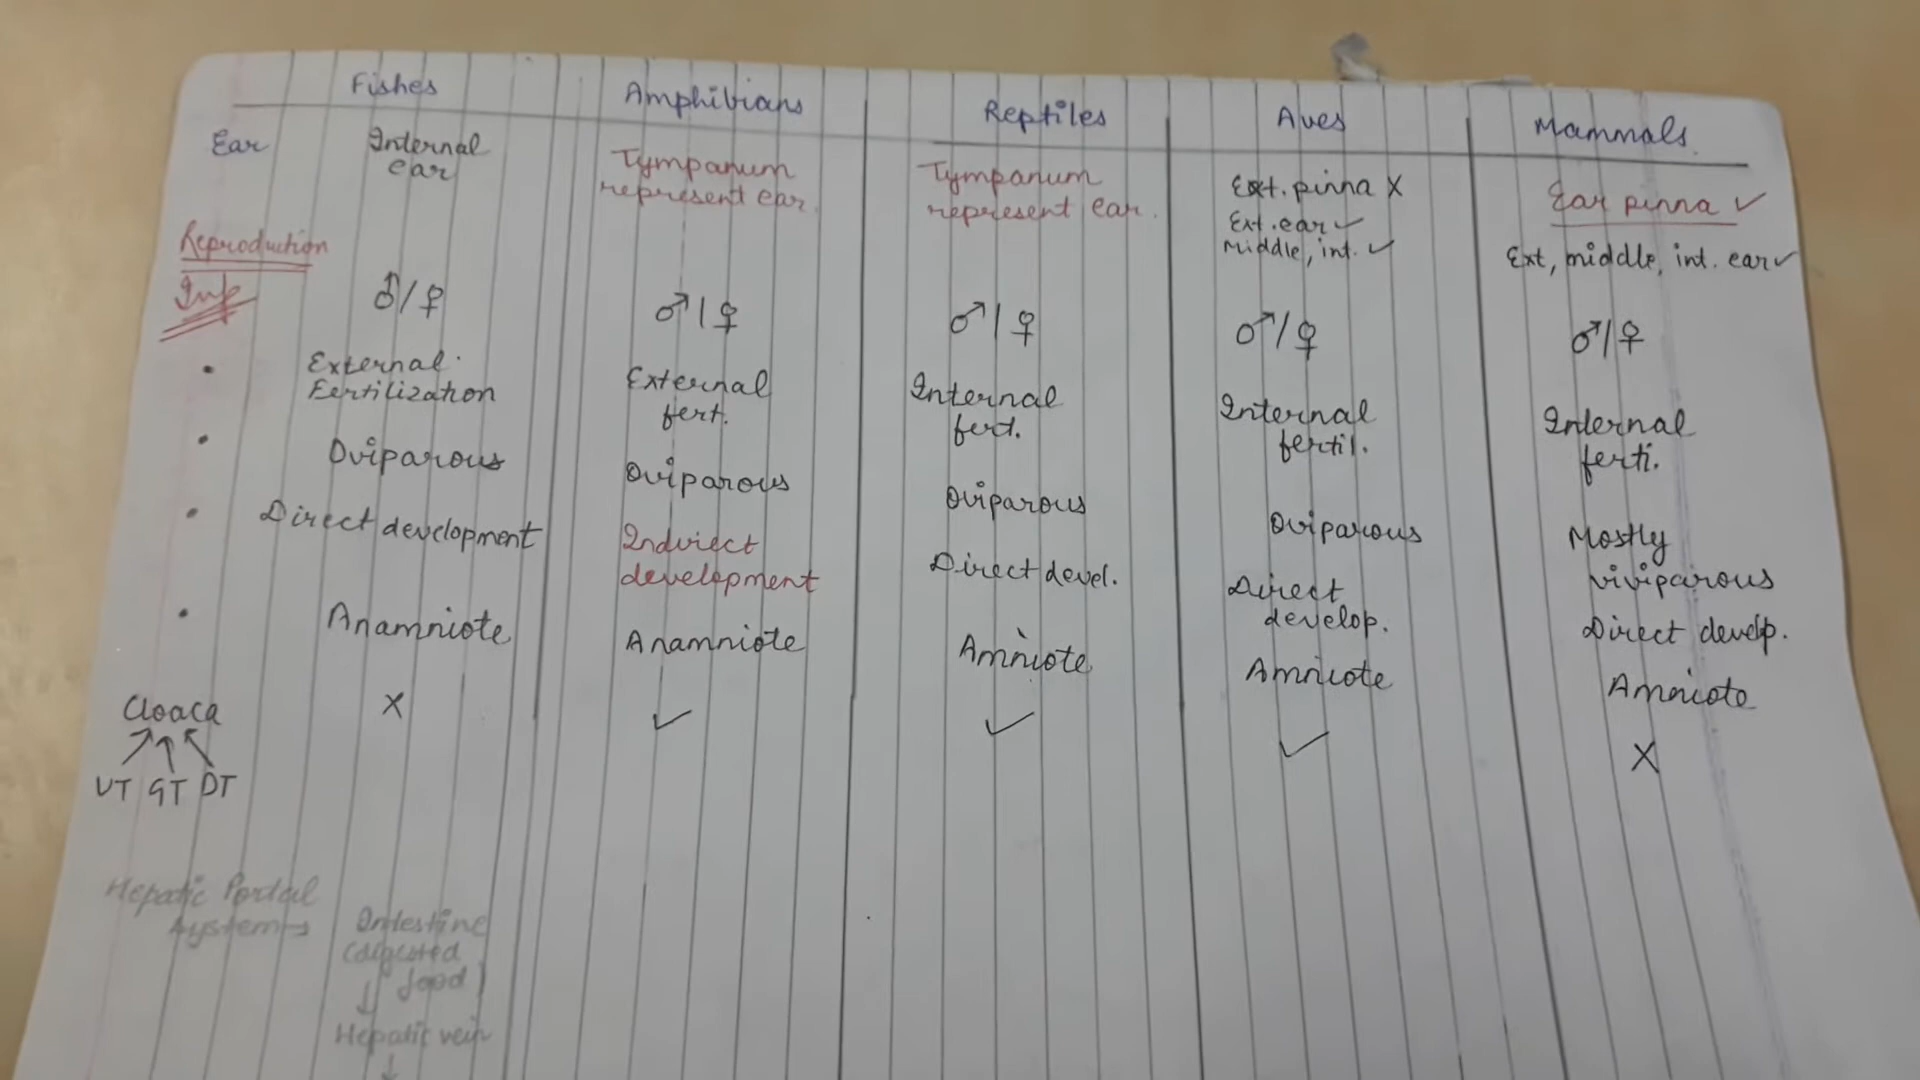 Fishes Amphibians Reptiles Aves Mammals.
Ear Internal ear Tympanum represent ear. Tympanum represent ear. Ext. pinna X Ear pinna ✓
Ext. ear ✓
Middle, int. ✓ Ext, middle, int. ear ✓
Reproduction
Imp ♂/♀ ♂/♀ ♂/♀ ♂/♀ ♂/♀
• External Fertilization External fert. Internal fert. Internal fertil. Internal ferti.
• Oviparous Oviparous Oviparous Oviparous Mostly viviparous
• Direct development Indirect development Direct devel. Direct develop. Direct develp.
• Anamniote Anamniote Amniote Amniote Amniote
Cloaca X ✓ ✓ ✓ X
UT GT DT
Hepatic Portal Intestine
System → (digested food)
↓
Hepatic vein
↓